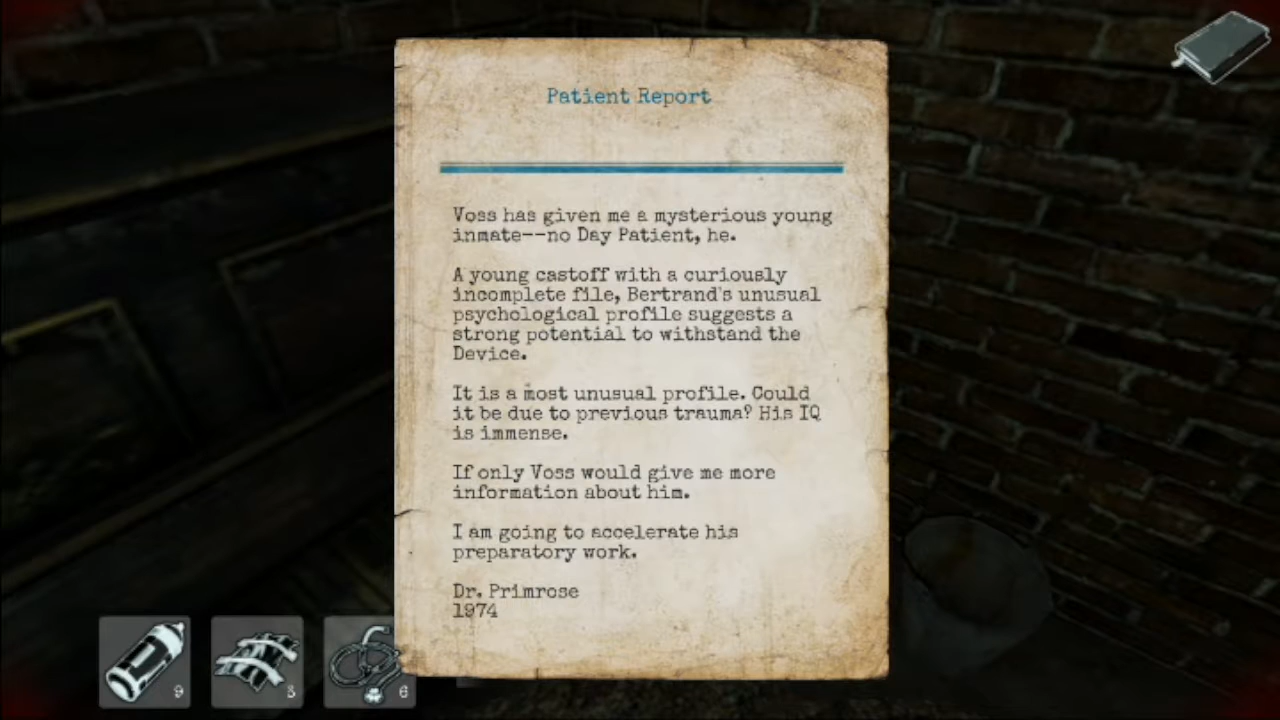 Patient Report
Voss has given me a mysterious young
inmate--no Day Patient, he.
A young castoff with a curiously
incomplete file, Bertrand's unusual
psychological profile suggests a
strong potential to withstand the
Device.
It is a most unusual profile. Could
it be due to previous trauma? His IQ
is immense.
If only Voss would give me more
information about him.
I am going to accelerate his
preparatory work.
Dr. Primrose
1974
9
3
6